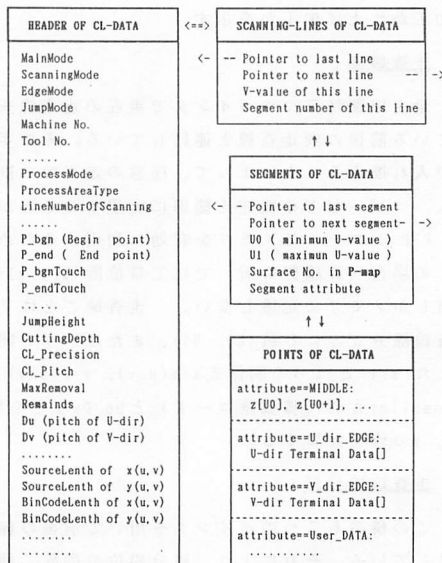 HEADER OF CL-DATA
MainMode
ScanningMode
EdgeMode
JumpMode
Machine No.
Tool No.
......
ProcessMode
ProcessAreaType
LineNumberOfScanning
......
P_bgn (Begin point)
P_end ( End point)
P_bgnTouch
P_endTouch
......
JumpHeight
CuttingDepth
CL_Precision
CL_Pitch
MaxRemoval
Remainds
Du (pitch of U-dir)
Dv (pitch of V-dir)
........
SourceLenth of x(u,v)
SourceLenth of y(u,v)
BinCodeLenth of x(u,v)
BinCodeLenth of y(u,v)
........
........
<==>
SCANNING-LINES OF CL-DATA
<- -- Pointer to last line
Pointer to next line -- ->
V-value of this line
Segment number of this line
↑ ↓
SEGMENTS OF CL-DATA
<- - Pointer to last segment
Pointer to next segment- ->
U0 ( minimun U-value )
U1 ( maximun U-value )
Surface No. in P-map
Segment attribute
↑ ↓
POINTS OF CL-DATA
attribute==MIDDLE:
z[U0], z[U0+1],
attribute==U_dir_EDGE:
U-dir Terminal Data[]
attribute==V_dir_EDGE:
V-dir Terminal Data[]
attribute==User_DATA:
...........